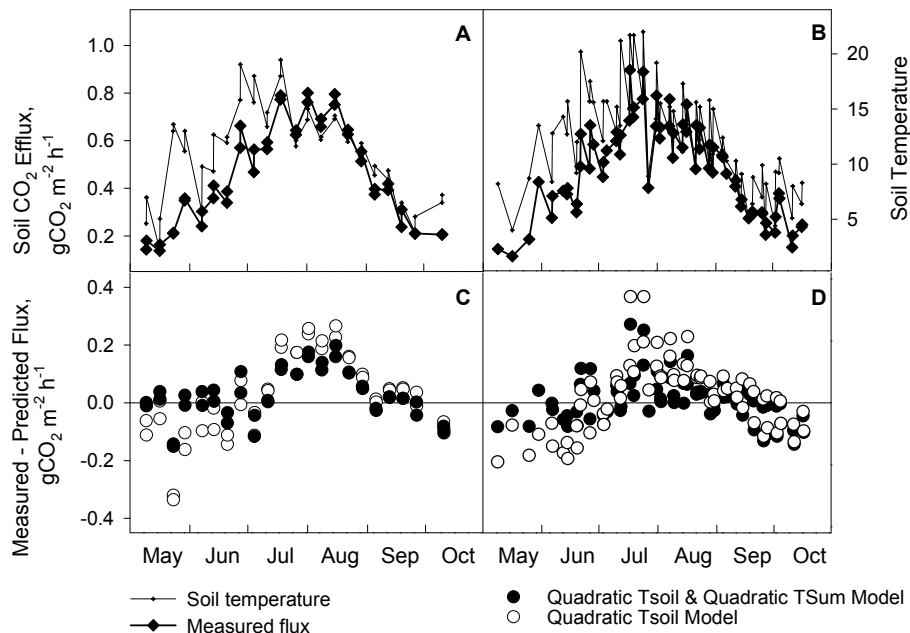 A
B
Soil CO2 Efflux,
gCO2 m-2 h-1
1.0
0.8
0.6
0.4
0.2
20
15
10
5
Soil Temperature
C
D
Measured - Predicted Flux,
gCO2 m-2 h-1
0.4
0.2
0.0
-0.2
-0.4
May Jun Jul Aug Sep Oct
May Jun Jul Aug Sep Oct
Soil temperature
Measured flux
Quadratic Tsoil & Quadratic TSum Model
Quadratic Tsoil Model